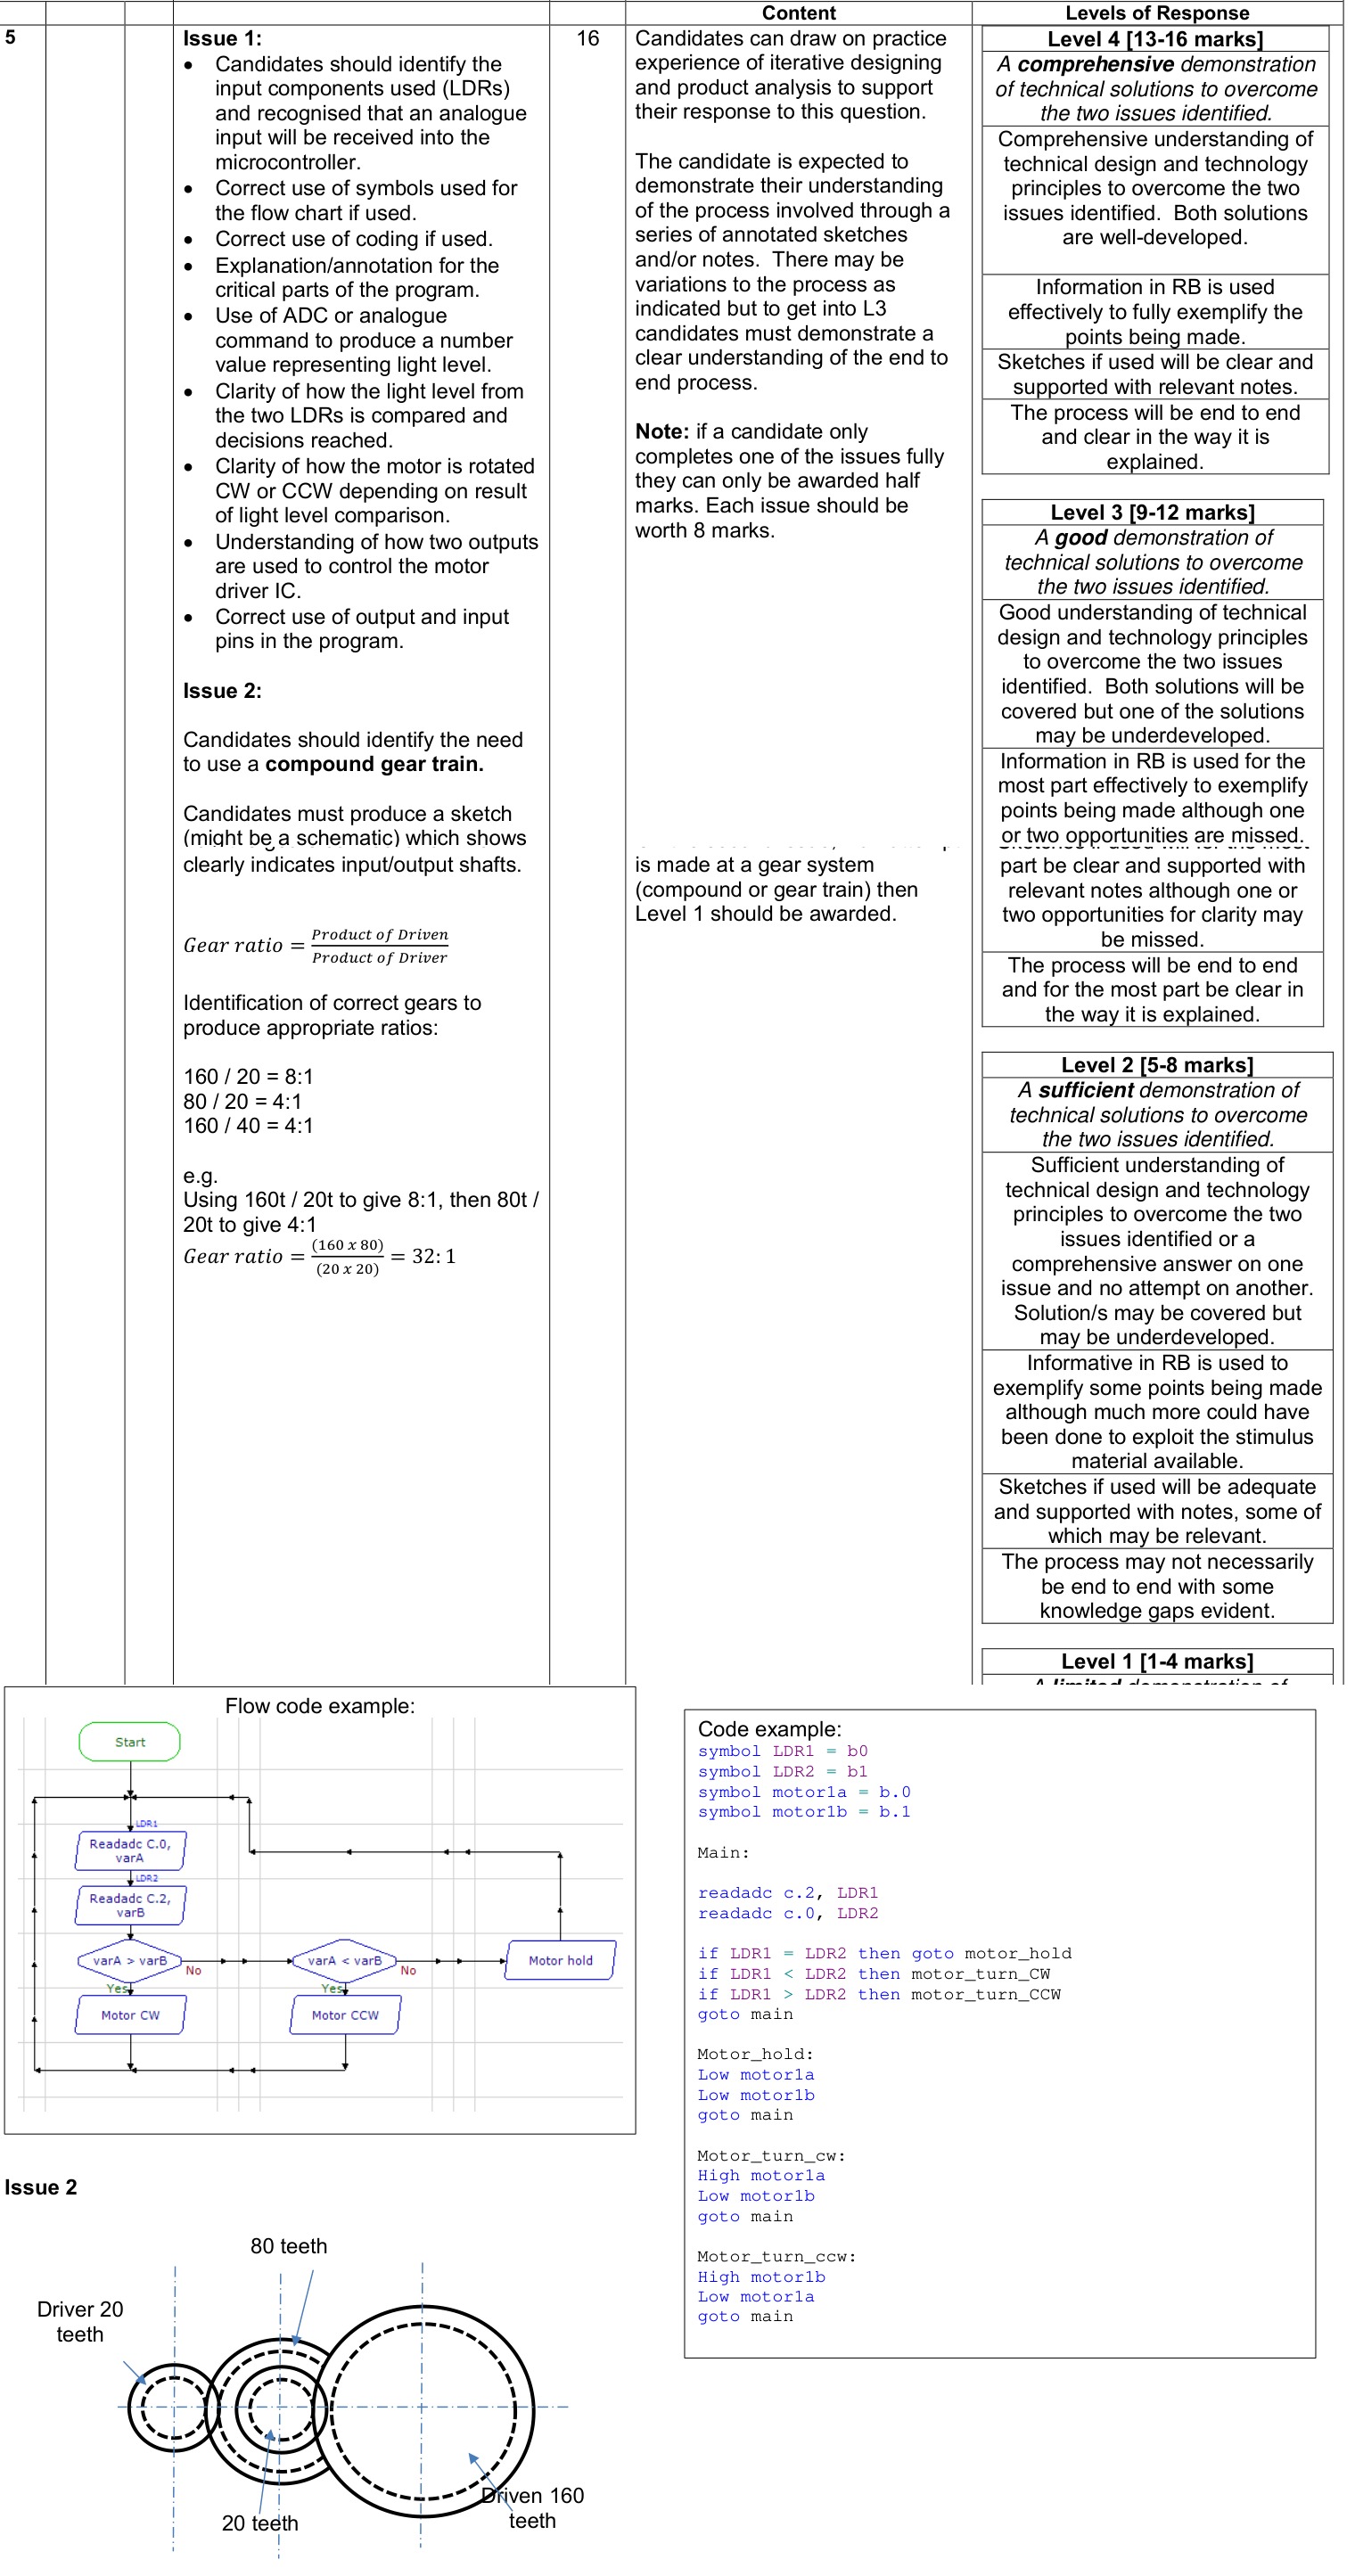 Content
Levels of Response
5
Issue 1:
• Candidates should identify the
input components used (LDRs)
and recognised that an analogue
input will be received into the
microcontroller.
• Correct use of symbols used for
the flow chart if used.
• Correct use of coding if used.
• Explanation/annotation for the
critical parts of the program.
• Use of ADC or analogue
command to produce a number
value representing light level.
• Clarity of how the light level from
the two LDRs is compared and
decisions reached.
• Clarity of how the motor is rotated
CW or CCW depending on result
of light level comparison.
• Understanding of how two outputs
are used to control the motor
driver IC.
• Correct use of output and input
pins in the program.
Issue 2:
Candidates should identify the need
to use a compound gear train.
Candidates must produce a sketch
(might be a schematic) which shows
clearly indicates input/output shafts.
Gear ratio = Product of Driven / Product of Driver
Identification of correct gears to
produce appropriate ratios:
160 / 20 = 8:1
80 / 20 = 4:1
160 / 40 = 4:1
e.g.
Using 160t / 20t to give 8:1, then 80t /
20t to give 4:1
Gear ratio = (160 x 80) / (20 x 20) = 32: 1
16
Candidates can draw on practice
experience of iterative designing
and product analysis to support
their response to this question.
The candidate is expected to
demonstrate their understanding
of the process involved through a
series of annotated sketches
and/or notes. There may be
variations to the process as
indicated but to get into L3
candidates must demonstrate a
clear understanding of the end to
end process.
Note: if a candidate only
completes one of the issues fully
they can only be awarded half
marks. Each issue should be
worth 8 marks.
is made at a gear system
(compound or gear train) then
Level 1 should be awarded.
Level 4 [13-16 marks]
A comprehensive demonstration
of technical solutions to overcome
the two issues identified.
Comprehensive understanding of
technical design and technology
principles to overcome the two
issues identified. Both solutions
are well-developed.
Information in RB is used
effectively to fully exemplify the
points being made.
Sketches if used will be clear and
supported with relevant notes.
The process will be end to end
and clear in the way it is
explained.
Level 3 [9-12 marks]
A good demonstration of
technical solutions to overcome
the two issues identified.
Good understanding of technical
design and technology principles
to overcome the two issues
identified. Both solutions will be
covered but one of the solutions
may be underdeveloped.
Information in RB is used for the
most part effectively to exemplify
points being made although one
or two opportunities are missed.
part be clear and supported with
relevant notes although one or
two opportunities for clarity may
be missed.
The process will be end to end
and for the most part be clear in
the way it is explained.
Level 2 [5-8 marks]
A sufficient demonstration of
technical solutions to overcome
the two issues identified.
Sufficient understanding of
technical design and technology
principles to overcome the two
issues identified or a
comprehensive answer on one
issue and no attempt on another.
Solution/s may be covered but
may be underdeveloped.
Informative in RB is used to
exemplify some points being made
although much more could have
been done to exploit the stimulus
material available.
Sketches if used will be adequate
and supported with notes, some of
which may be relevant.
The process may not necessarily
be end to end with some
knowledge gaps evident.
Level 1 [1-4 marks]
A limited demonstration of
Flow code example:
Start
LDR1
Readadc C.0,
varA
LDR2
Readadc C.2,
varB
varA > varB
No
varA < varB
No
Motor hold
Yes
Yes
Motor CW
Motor CCW
Code example:
symbol LDR1 = b0
symbol LDR2 = b1
symbol motor1a = b.0
symbol motor1b = b.1
Main:
readadc c.2, LDR1
readadc c.0, LDR2
if LDR1 = LDR2 then goto motor_hold
if LDR1 < LDR2 then motor_turn_CW
if LDR1 > LDR2 then motor_turn_CCW
goto main
Motor_hold:
Low motor1a
Low motor1b
goto main
Motor_turn_cw:
High motor1a
Low motor1b
goto main
Motor_turn_ccw:
High motor1b
Low motor1a
goto main
Issue 2
80 teeth
Driver 20
teeth
20 teeth
Driven 160
teeth